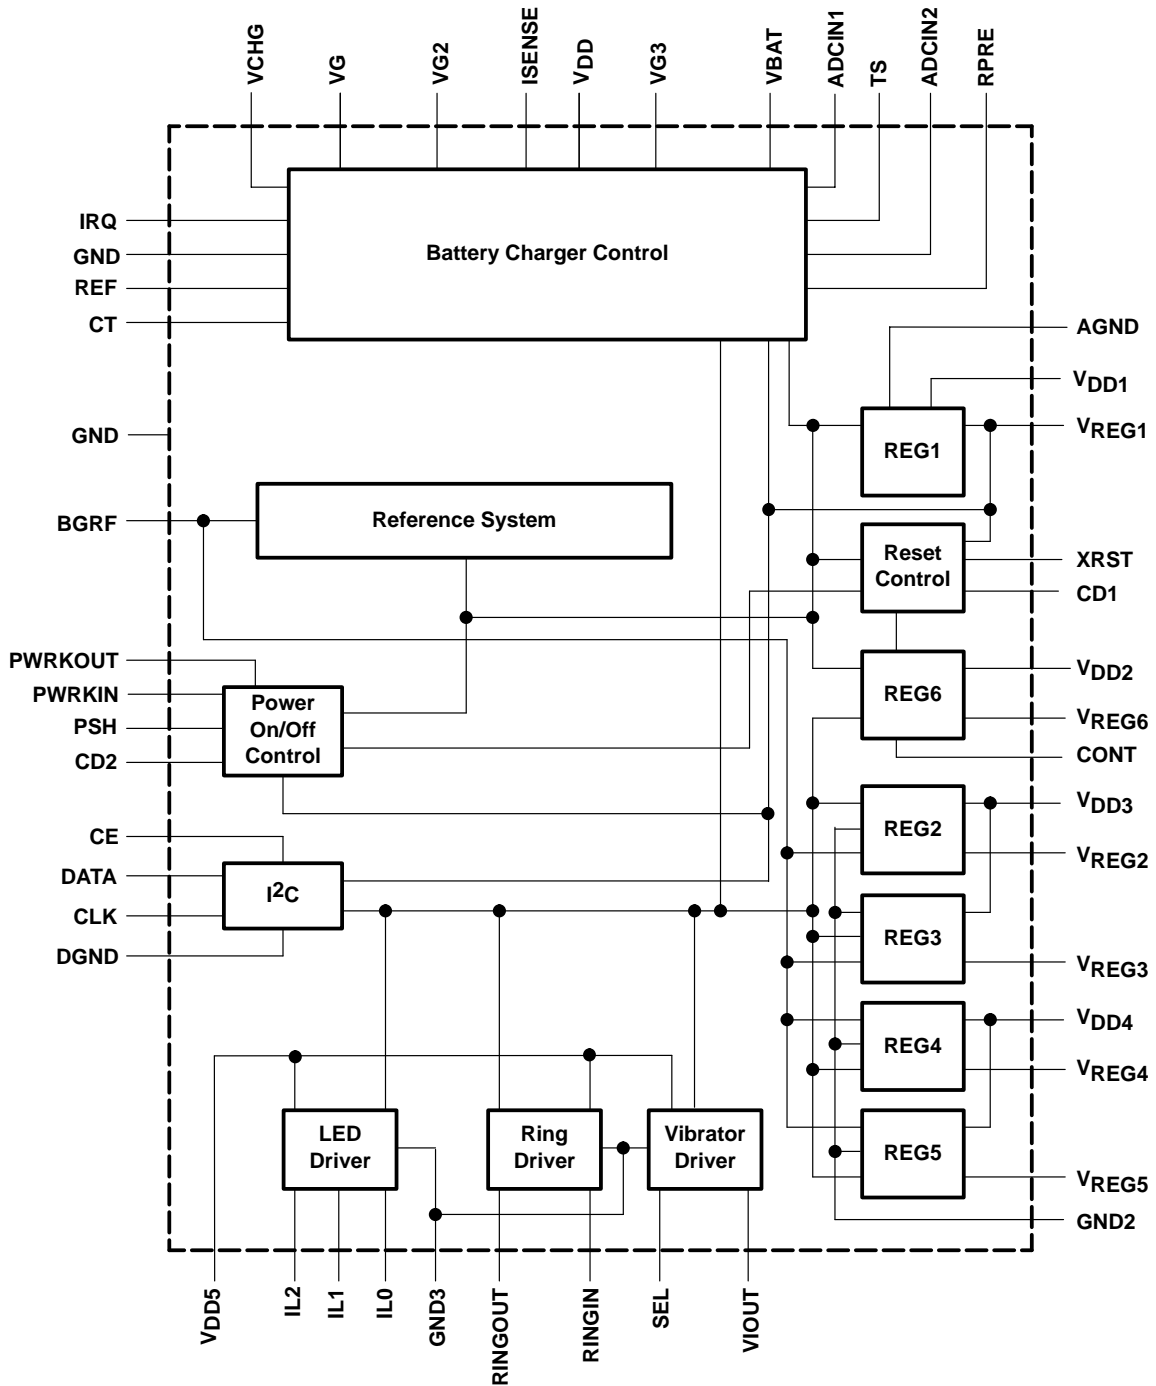 VCHG
VG
VG2
ISENSE
VDD
VG3
VBAT
ADCIN1
TS
ADCIN2
RPRE
IRQ
GND
REF
CT
Battery Charger Control
AGND
VDD1
VREG1
GND
REG1
BGRF
Reference System
Reset
Control
XRST
CD1
PWRKOUT
PWRKIN
PSH
CD2
Power
On/Off
Control
REG6
VDD2
VREG6
CONT
CE
DATA
CLK
DGND
I2C
REG2
VDD3
VREG2
REG3
VREG3
REG4
VDD4
VREG4
LED
Driver
Ring
Driver
Vibrator
Driver
REG5
VREG5
GND2
VDD5
IL2
IL1
IL0
GND3
RINGOUT
RINGIN
SEL
VIOUT